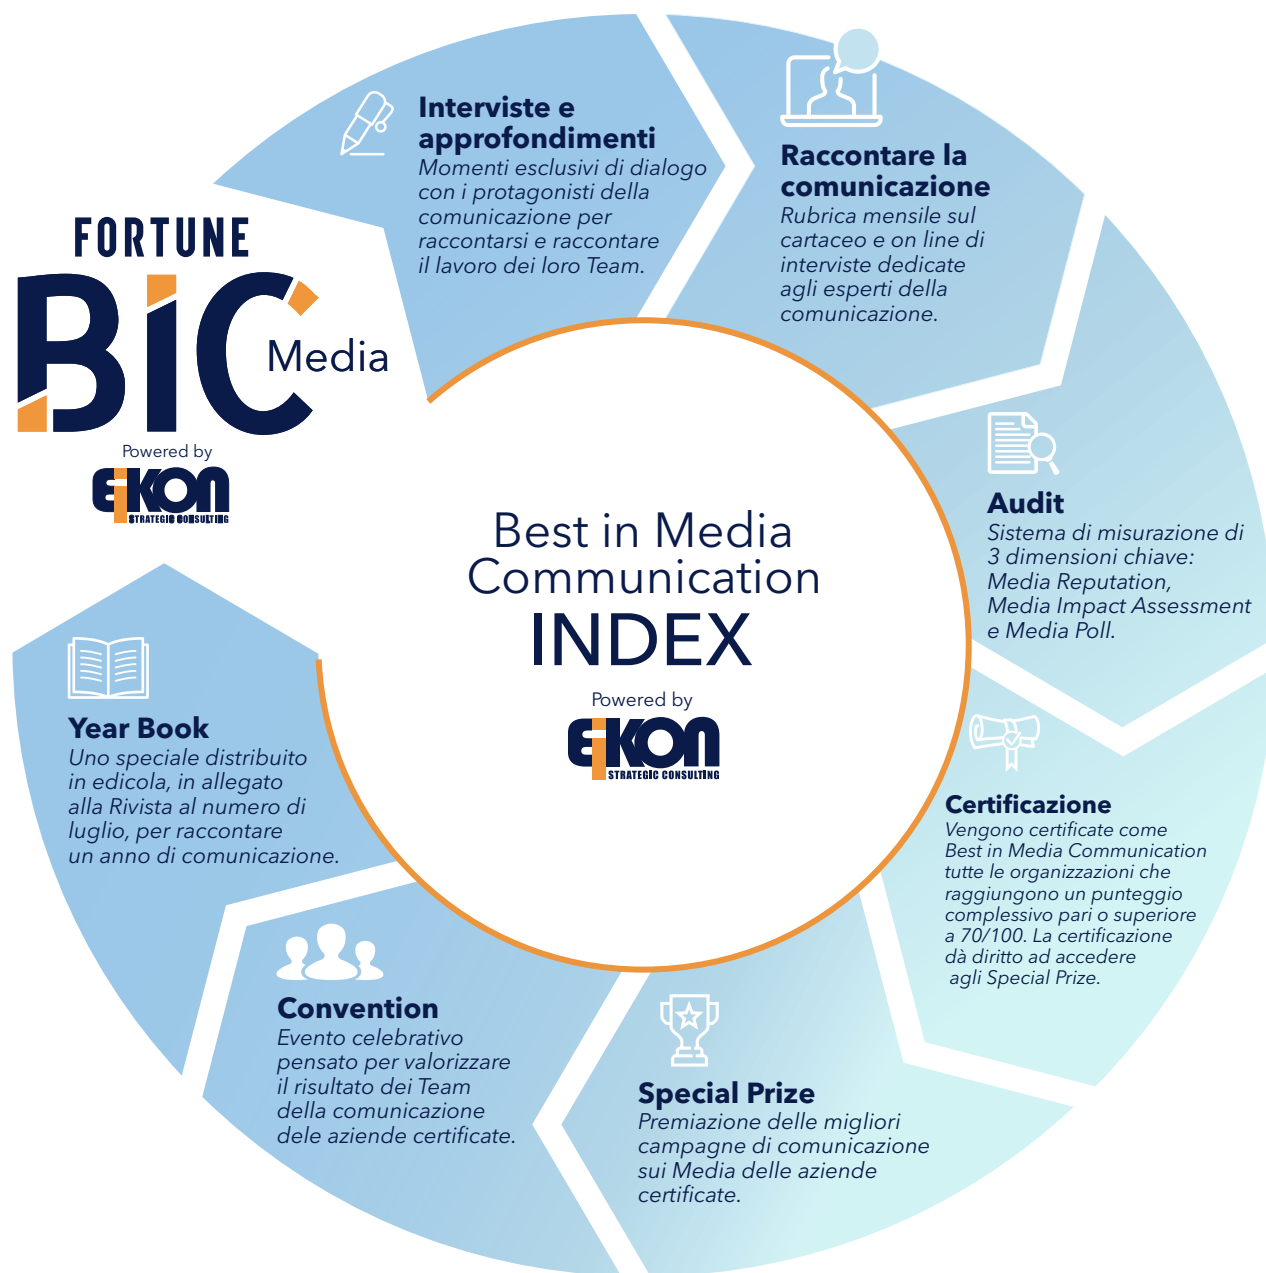 FORTUNE
BiC
Media
Powered by
EiKON
STRATEGIC CONSULTING
Interviste e
approfondimenti
Momenti esclusivi di dialogo
con i protagonisti della
comunicazione per
raccontarsi e raccontare
il lavoro dei loro Team.
Raccontare la
comunicazione
Rubrica mensile sul
cartaceo e on line di
interviste dedicate
agli esperti della
comunicazione.
Audit
Sistema di misurazione di
3 dimensioni chiave:
Media Reputation,
Media Impact Assessment
e Media Poll.
Certificazione
Vengono certificate come
Best in Media Communication
tutte le organizzazioni che
raggiungono un punteggio
complessivo pari o superiore
a 70/100. La certificazione
dà diritto ad accedere
agli Special Prize.
Special Prize
Premiazione delle migliori
campagne di comunicazione
sui Media delle aziende
certificate.
Convention
Evento celebrativo
pensato per valorizzare
il risultato dei Team
della comunicazione
dele aziende certificate.
Year Book
Uno speciale distribuito
in edicola, in allegato
alla Rivista al numero di
luglio, per raccontare
un anno di comunicazione.
Best in Media
Communication
INDEX
Powered by
EiKON
STRATEGIC CONSULTING